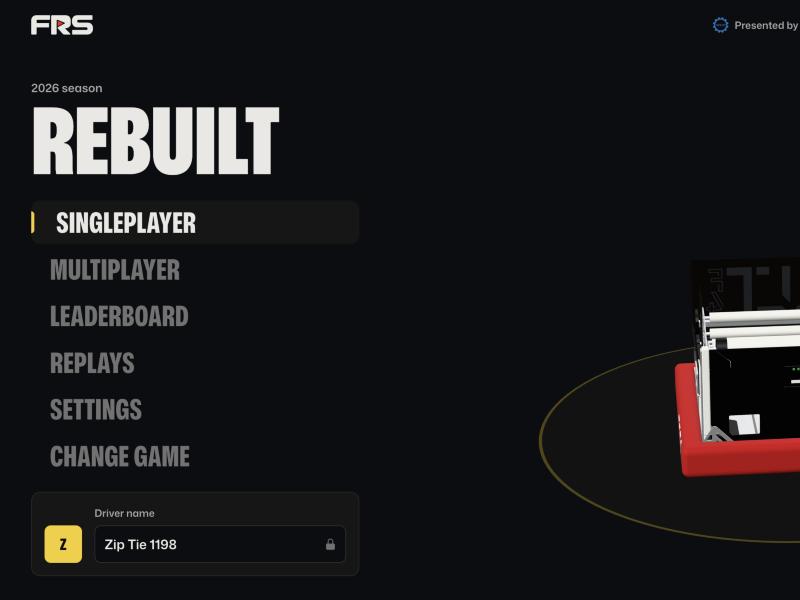 FRS
Presented by
2026 season
REBUILT
SINGLEPLAYER
MULTIPLAYER
LEADERBOARD
REPLAYS
SETTINGS
CHANGE GAME
Driver name
Z
Zip Tie 1198